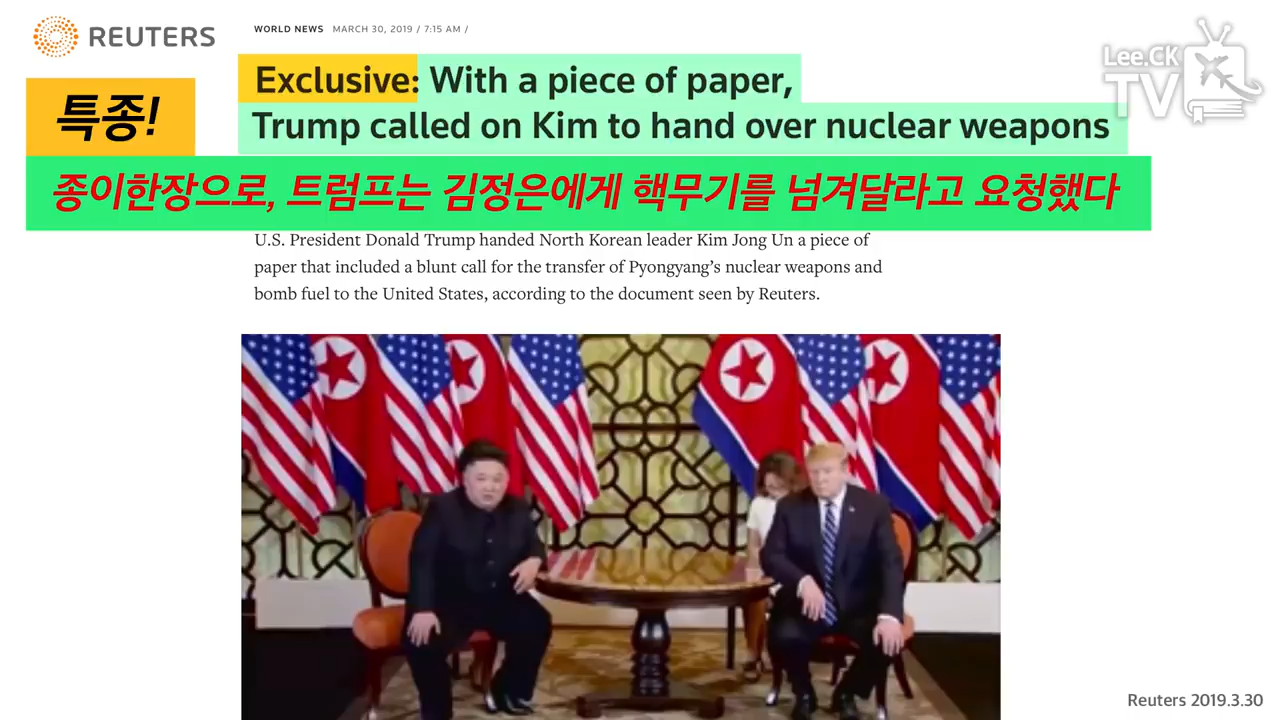 REUTERS
WORLD NEWS MARCH 30, 2019 / 7:15 AM /
Lee.CK
TV
특종!
Exclusive: With a piece of paper,
Trump called on Kim to hand over nuclear weapons
종이한장으로, 트럼프는 김정은에게 핵무기를 넘겨달라고 요청했다
U.S. President Donald Trump handed North Korean leader Kim Jong Un a piece of
paper that included a blunt call for the transfer of Pyongyang’s nuclear weapons and
bomb fuel to the United States, according to the document seen by Reuters.
Reuters 2019.3.30